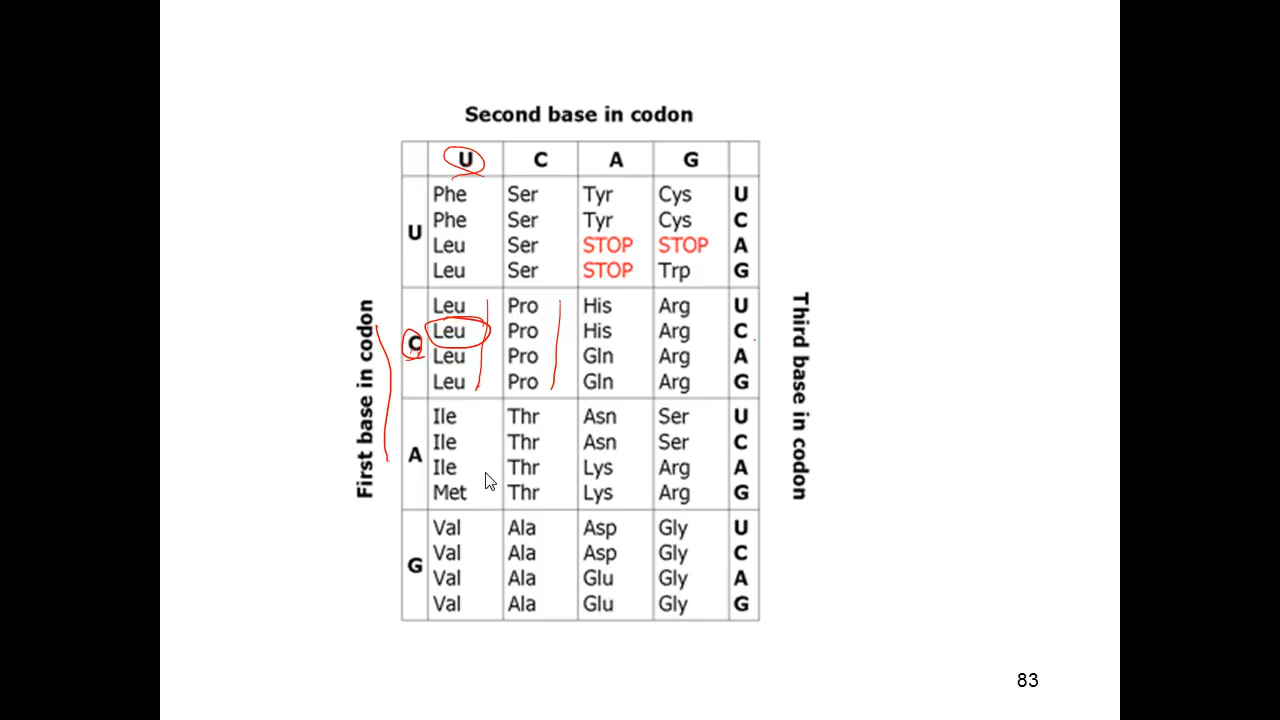 Second base in codon
U C A G
Phe Ser Tyr Cys U
Phe Ser Tyr Cys C
U
Leu Ser STOP STOP A
Leu Ser STOP Trp G
Leu Pro His Arg U
Leu Pro His Arg C
C
Leu Pro Gln Arg A
Leu Pro Gln Arg G
Ile Thr Asn Ser U
Ile Thr Asn Ser C
A
Ile Thr Lys Arg A
Met Thr Lys Arg G
Val Ala Asp Gly U
Val Ala Asp Gly C
G
Val Ala Glu Gly A
Val Ala Glu Gly G
First base in codon
Third base in codon
83